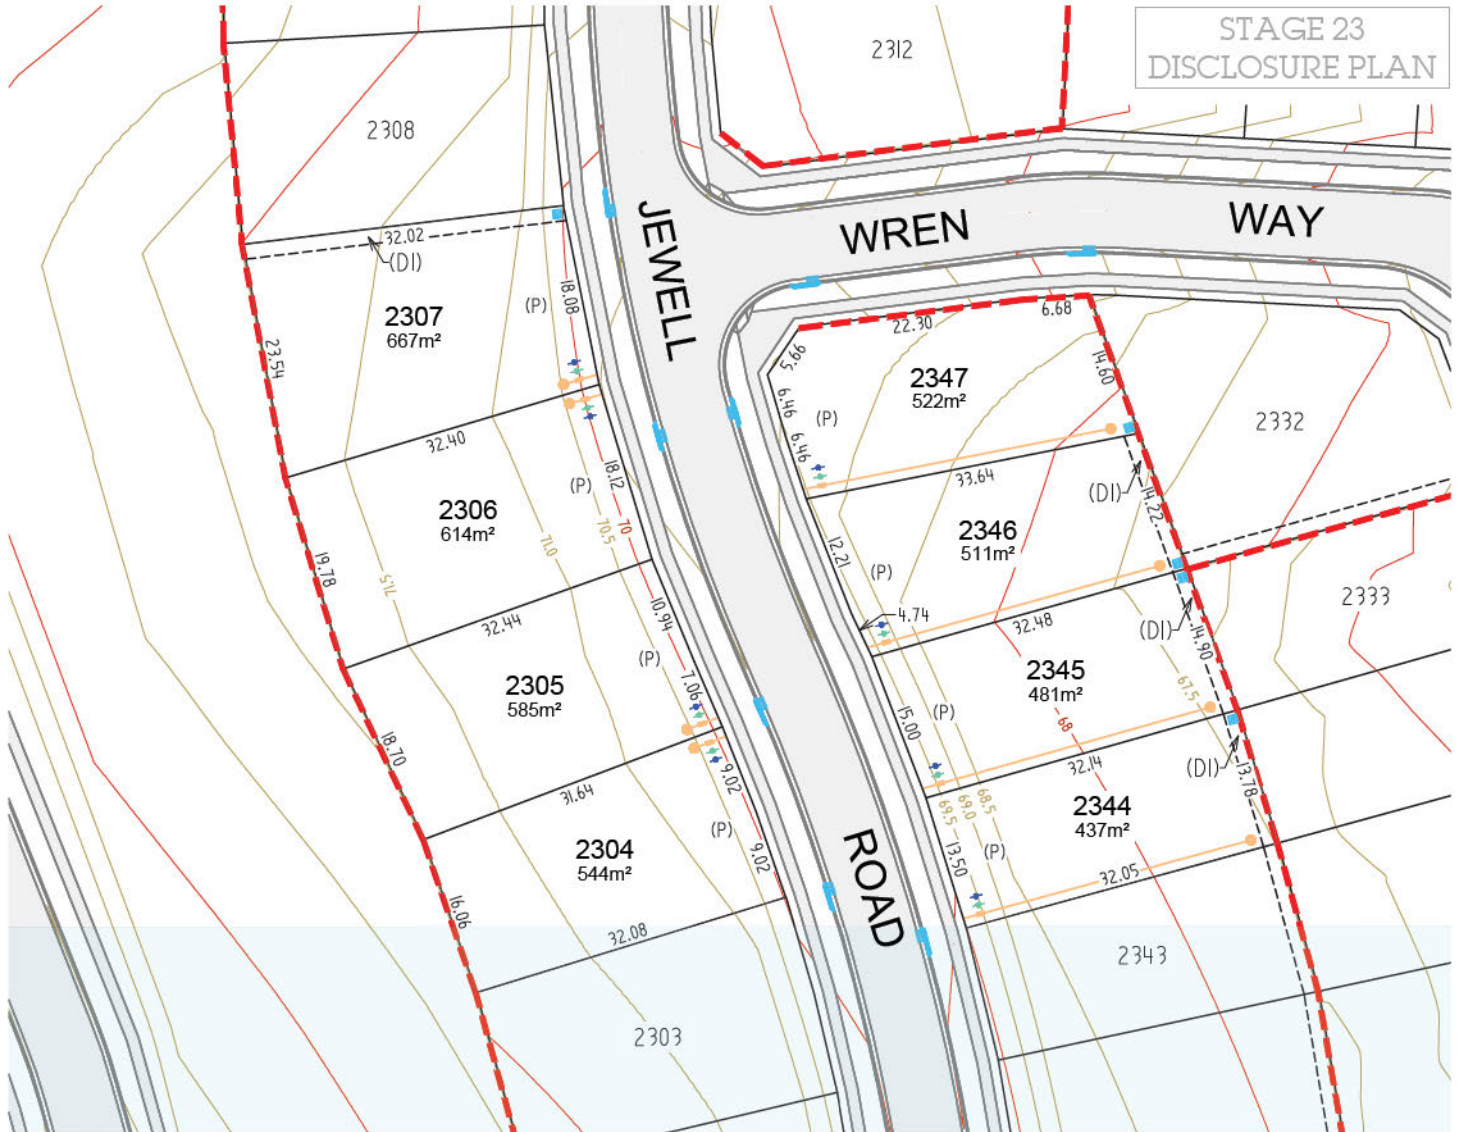 STAGE 23
DISCLOSURE PLAN
2312
2308
32.02
(DI)
2307
667m²
(P)
18.08
23.54
32.40
JEWELL
WREN
WAY
22.30
6.68
5.66
14.60
2347
522m²
6.46
(P)
6.46
2332
33.64
(DI)
14.22
18.12
(P)
2306
614m²
71.0
70.5
70
71.5
19.78
2346
511m²
12.21
(P)
32.44
10.94
4.74
32.48
(DI)
14.90
2333
(P)
7.06
2305
585m²
2345
481m²
67.5
15.00
(P)
68
18.70
31.64
9.02
32.14
(DI)
13.78
2344
437m²
68.5
69.0
69.5
13.50
(P)
(P)
9.02
2304
544m²
ROAD
32.05
16.06
32.08
2343
2303